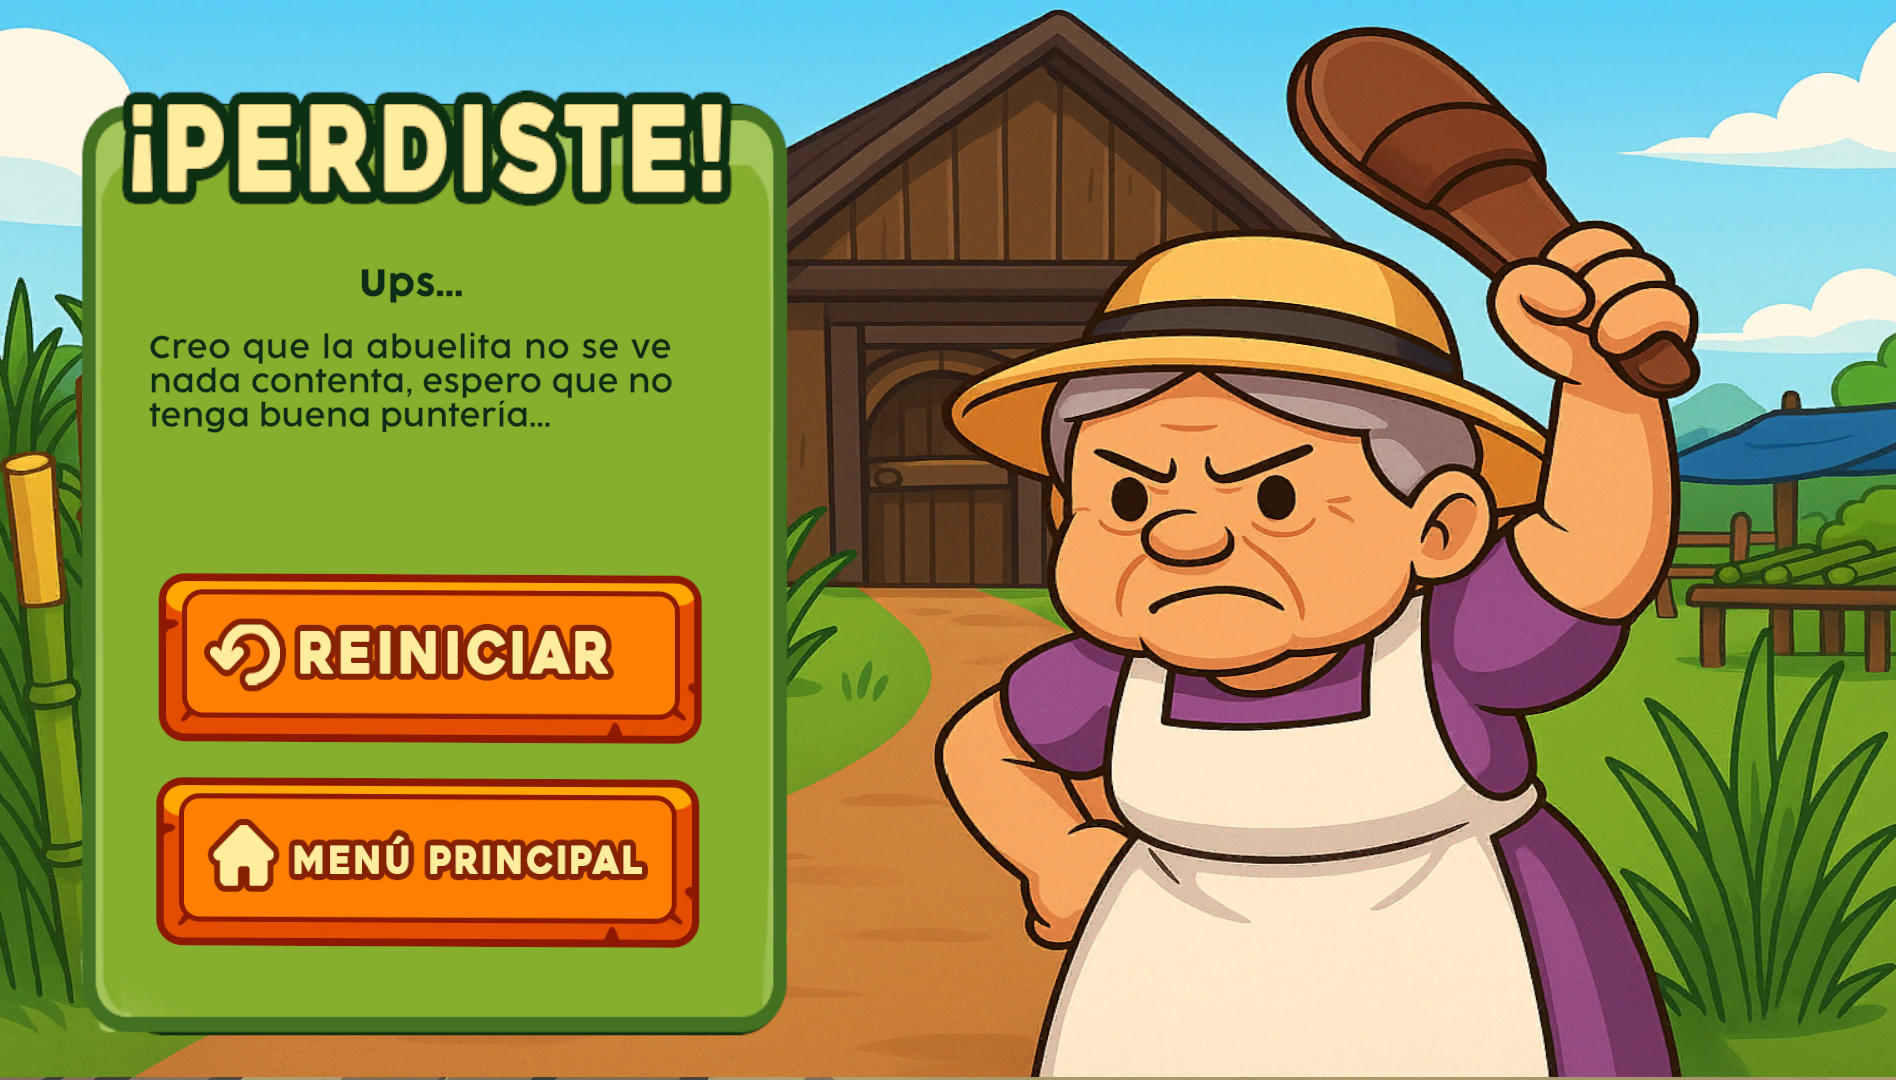 ¡PERDISTE!
Ups...
Creo que la abuelita no se ve
nada contenta, espero que no
tenga buena puntería...
REINICIAR
MENÚ PRINCIPAL